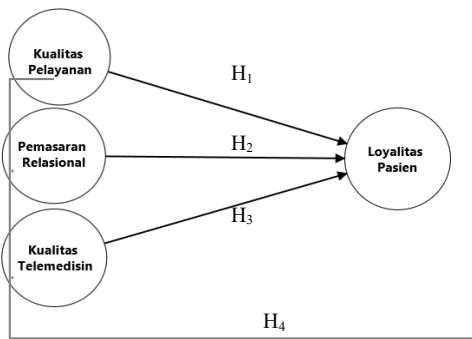 Kualitas
Pelayanan
H₁
Pemasaran
Relasional
H₂
Loyalitas
Pasien
H₃
Kualitas
Telemedisin
H₄